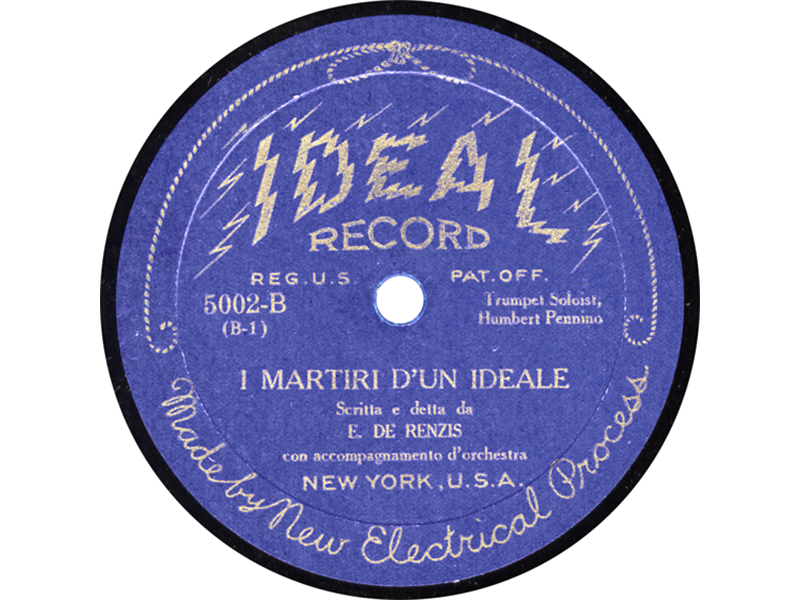 IDEAL
RECORD
REG. U.S. PAT. OFF.
5002-B
(B-1)
Trumpet Soloist,
Humbert Pennino
I MARTIRI D'UN IDEALE
Scritta e detta da
E. DE RENZIS
con accompagnamento d'orchestra
NEW YORK, U.S.A.
Made by New Electrical Process